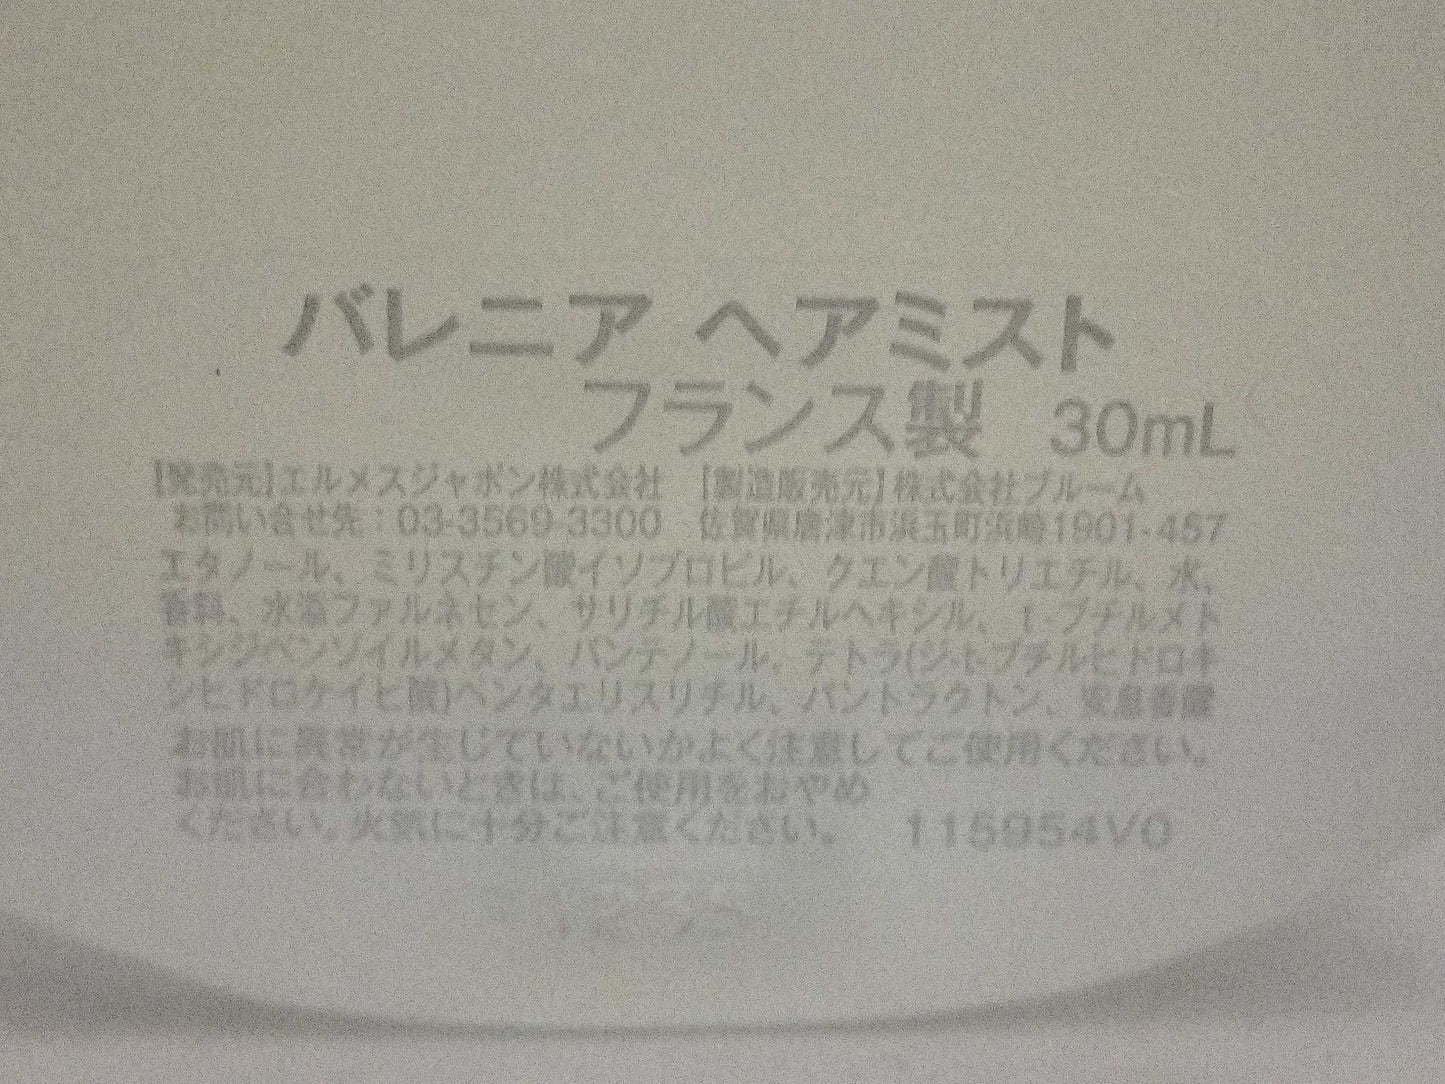 バレニア ヘアミスト
フランス製 30mL
【発売元】エルメスジャポン株式会社 【製造販売元】株式会社ブルーム
お問い合せ先：03-3569-3300 佐賀県唐津市浜玉町浜崎1901-457
エタノール、ミリスチン酸イソプロピル、クエン酸トリエチル、水、
香料、水添ファルネセン、サリチル酸エチルヘキシル、t-ブチルメト
キシジベンゾイルメタン、パンテノール、テトラ(ジ-t-ブチルヒドロキ
シヒドロケイヒ酸)ペンタエリスリチル、パントラクトン、安息香酸
お肌に異常が生じていないかよく注意してご使用ください。
お肌に合わないときは、ご使用をおやめ
ください。火気に十分ご注意ください。 115954V0